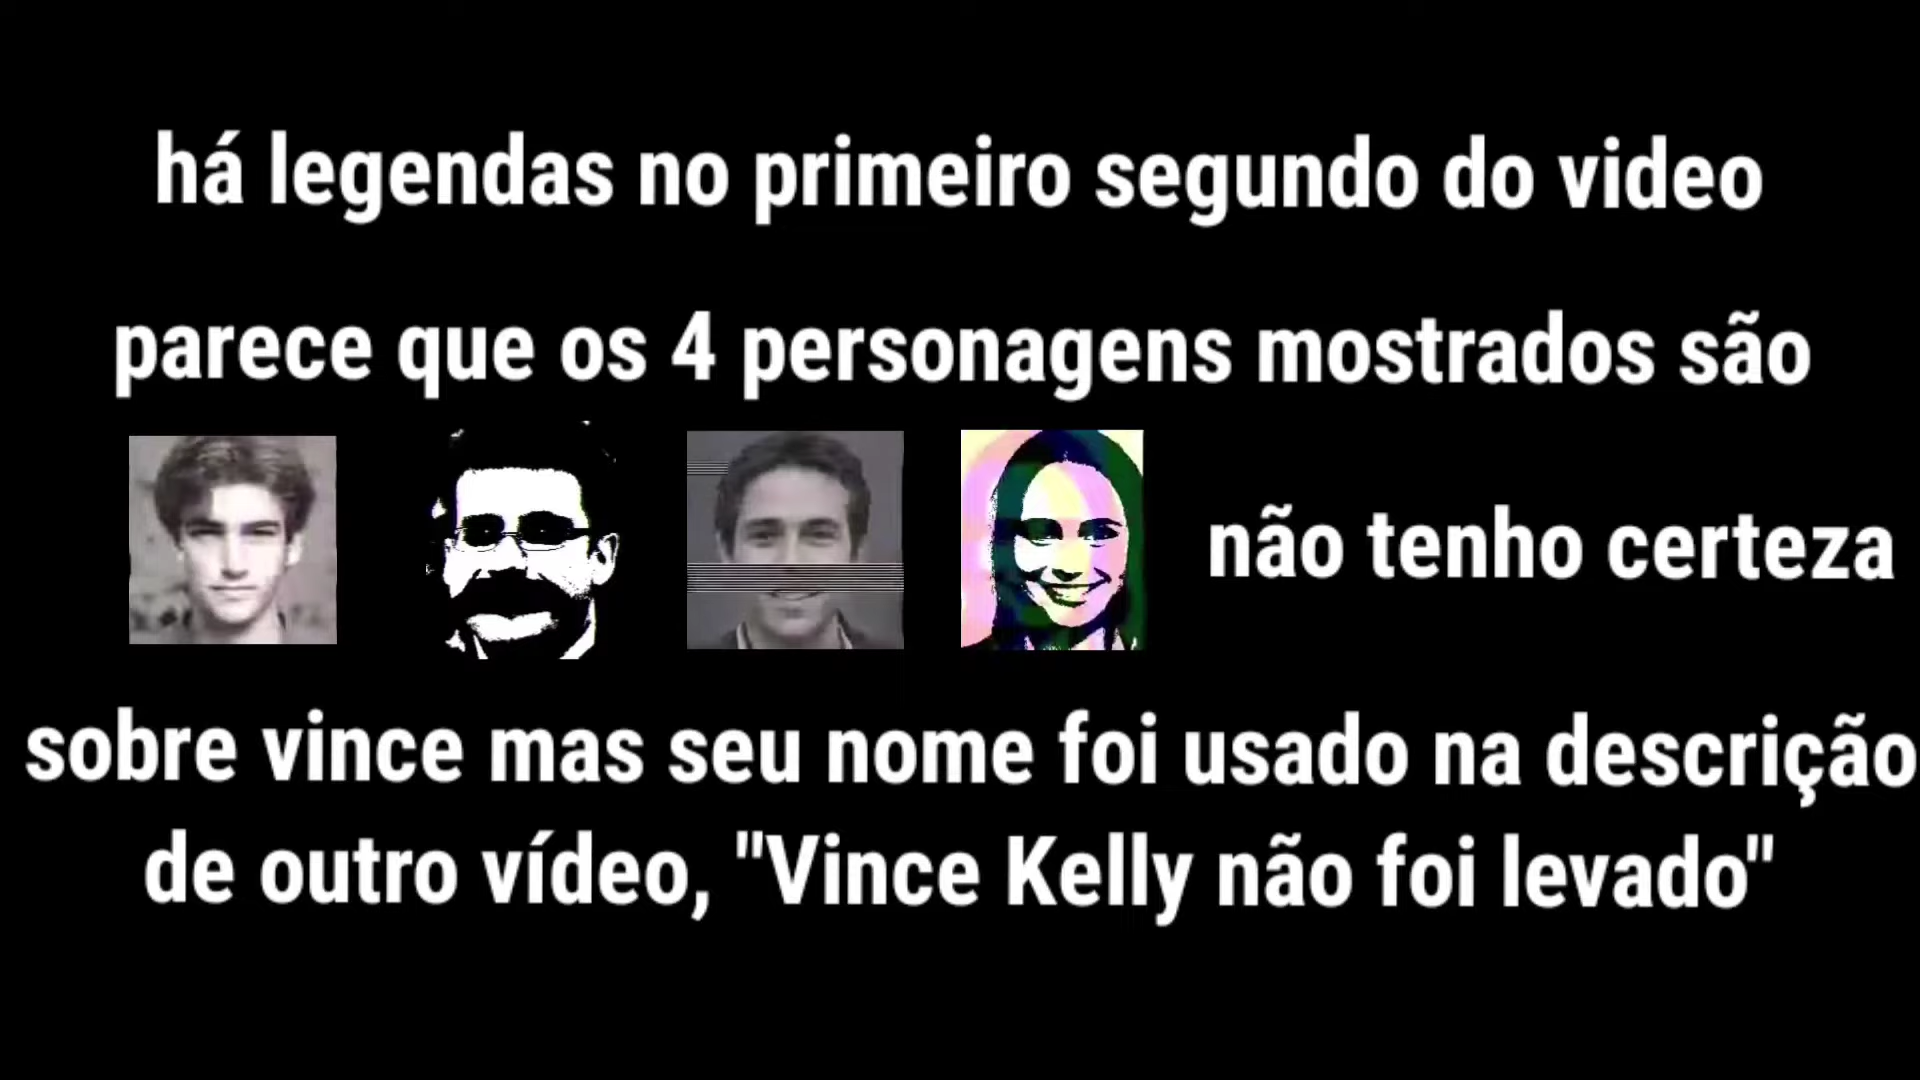 há legendas no primeiro segundo do video
parece que os 4 personagens mostrados são
não tenho certeza
sobre vince mas seu nome foi usado na descrição
de outro vídeo, "Vince Kelly não foi levado"